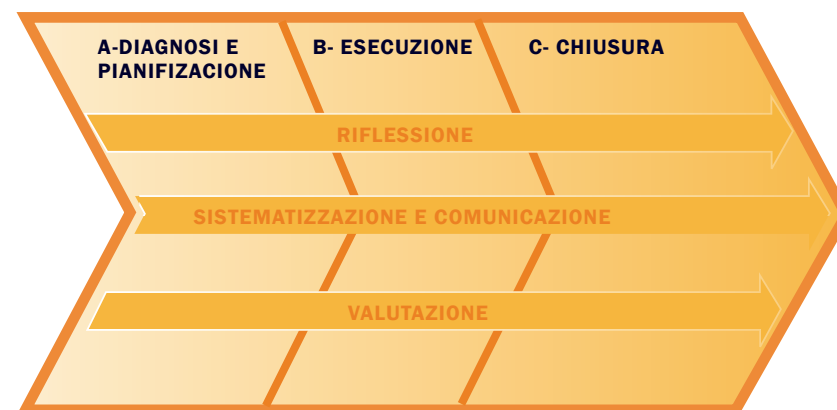 A-DIAGNOSI E
PIANIFIZACIONE
B- ESECUZIONE
C- CHIUSURA
RIFLESSIONE
SISTEMATIZZAZIONE E COMUNICAZIONE
VALUTAZIONE